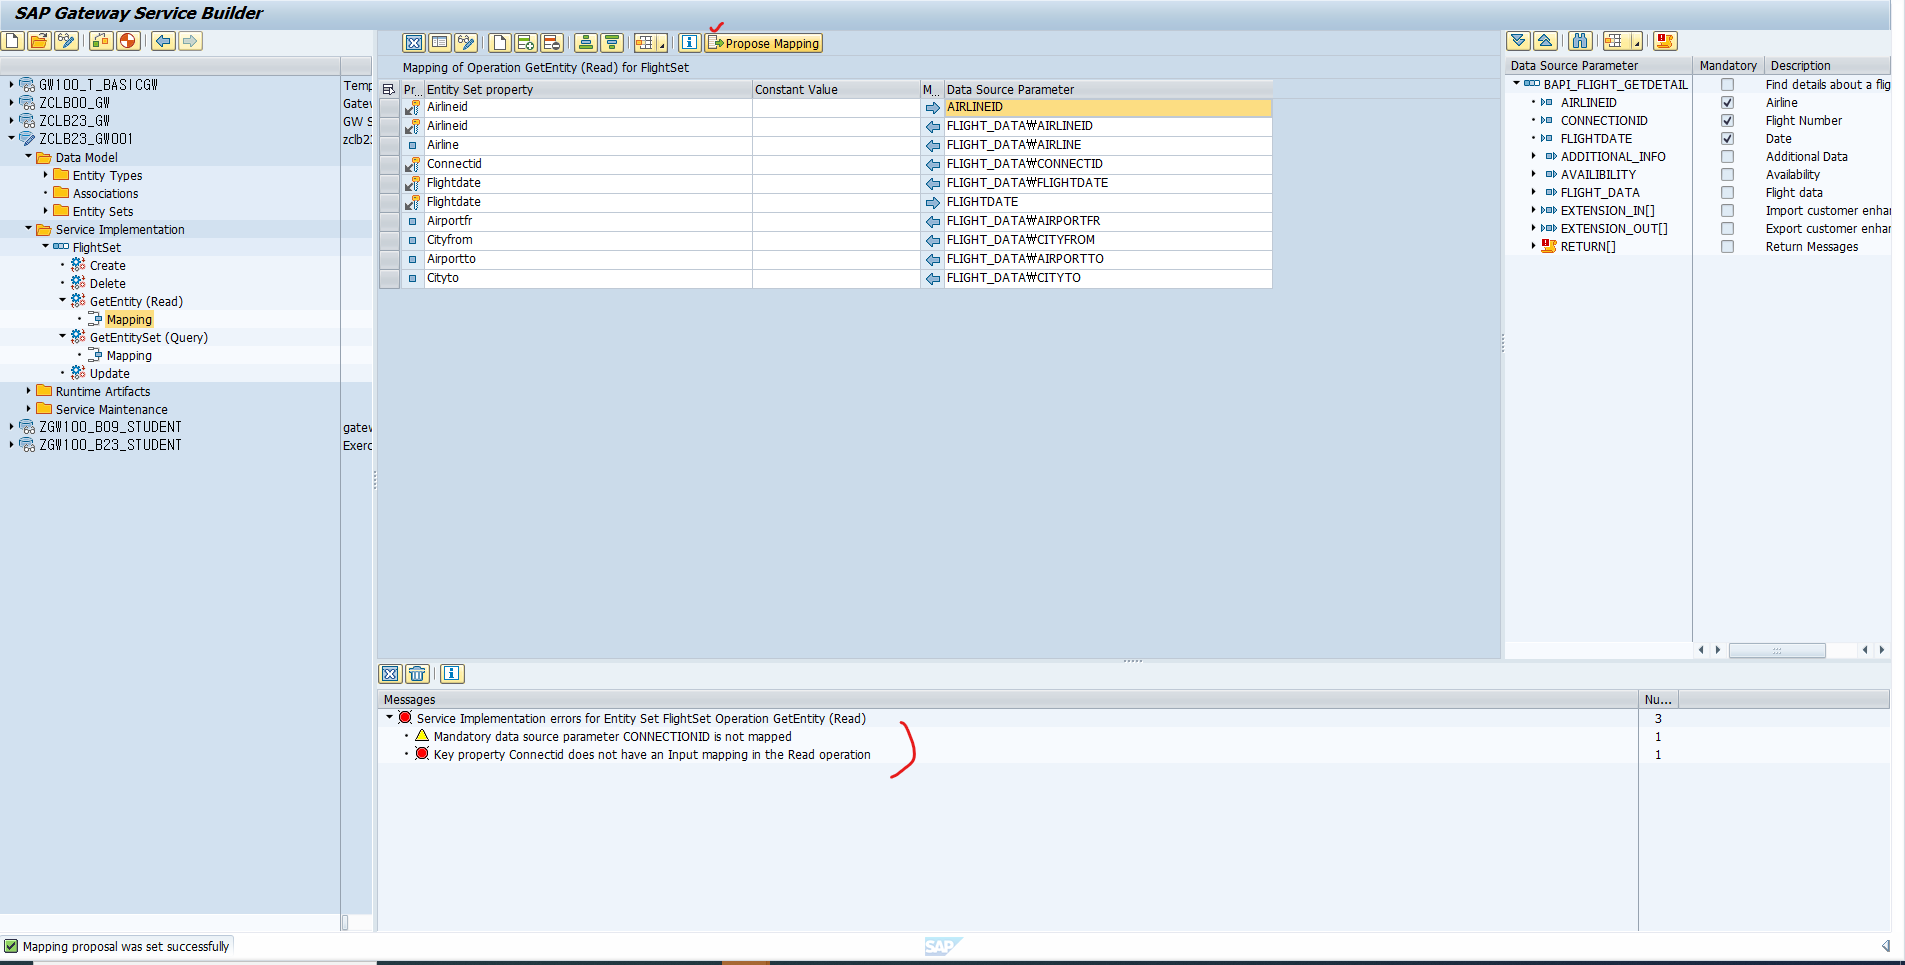 SAP Gateway Service Builder
Propose Mapping
Mapping of Operation GetEntity (Read) for FlightSet
GW100_T_BASICGW Temp
ZCLB00_GW Gatew
ZCLB23_GW GW S
ZCLB23_GW001 zclb2
Data Model
Entity Types
Associations
Entity Sets
Service Implementation
FlightSet
Create
Delete
GetEntity (Read)
Mapping
GetEntitySet (Query)
Mapping
Update
Runtime Artifacts
Service Maintenance
ZGW100_B09_STUDENT gatew
ZGW100_B23_STUDENT Exerc
Pr... Entity Set property Constant Value M... Data Source Parameter
Airlineid AIRLINEID
Airlineid FLIGHT_DATA₩AIRLINEID
Airline FLIGHT_DATA₩AIRLINE
Connectid FLIGHT_DATA₩CONNECTID
Flightdate FLIGHT_DATA₩FLIGHTDATE
Flightdate FLIGHTDATE
Airportfr FLIGHT_DATA₩AIRPORTFR
Cityfrom FLIGHT_DATA₩CITYFROM
Airportto FLIGHT_DATA₩AIRPORTTO
Cityto FLIGHT_DATA₩CITYTO
Data Source Parameter Mandatory Description
BAPI_FLIGHT_GETDETAIL Find details about a flig
AIRLINEID Airline
CONNECTIONID Flight Number
FLIGHTDATE Date
ADDITIONAL_INFO Additional Data
AVAILIBILITY Availability
FLIGHT_DATA Flight data
EXTENSION_IN[] Import customer enhar
EXTENSION_OUT[] Export customer enhar
RETURN[] Return Messages
Messages Nu...
Service Implementation errors for Entity Set FlightSet Operation GetEntity (Read) 3
Mandatory data source parameter CONNECTIONID is not mapped 1
Key property Connectid does not have an Input mapping in the Read operation 1
Mapping proposal was set successfully
SAP